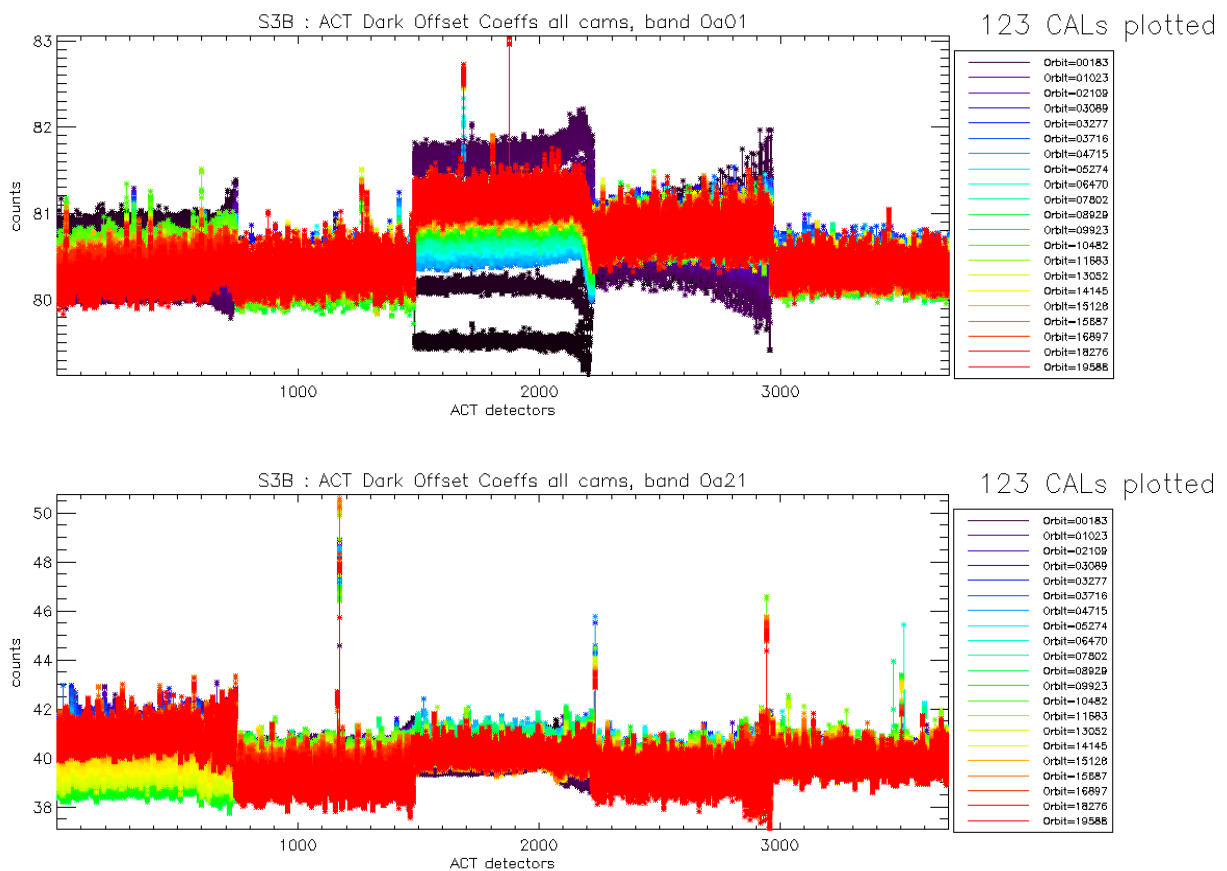 S3B : ACT Dark Offset Coeffs all cams, band Oa01
123 CALs plotted
83
82
81
80
counts
1000
2000
3000
ACT detectors
Orbit=00183
Orbit=01023
Orbit=02109
Orbit=03089
Orbit=03277
Orbit=03716
Orbit=04715
Orbit=05274
Orbit=06470
Orbit=07802
Orbit=08929
Orbit=09923
Orbit=10482
Orbit=11683
Orbit=13052
Orbit=14145
Orbit=15128
Orbit=15687
Orbit=16897
Orbit=18276
Orbit=19588
S3B : ACT Dark Offset Coeffs all cams, band Oa21
123 CALs plotted
50
48
46
44
42
40
38
counts
1000
2000
3000
ACT detectors
Orbit=00183
Orbit=01023
Orbit=02109
Orbit=03089
Orbit=03277
Orbit=03716
Orbit=04715
Orbit=05274
Orbit=06470
Orbit=07802
Orbit=08929
Orbit=09923
Orbit=10482
Orbit=11683
Orbit=13052
Orbit=14145
Orbit=15128
Orbit=15687
Orbit=16897
Orbit=18276
Orbit=19588